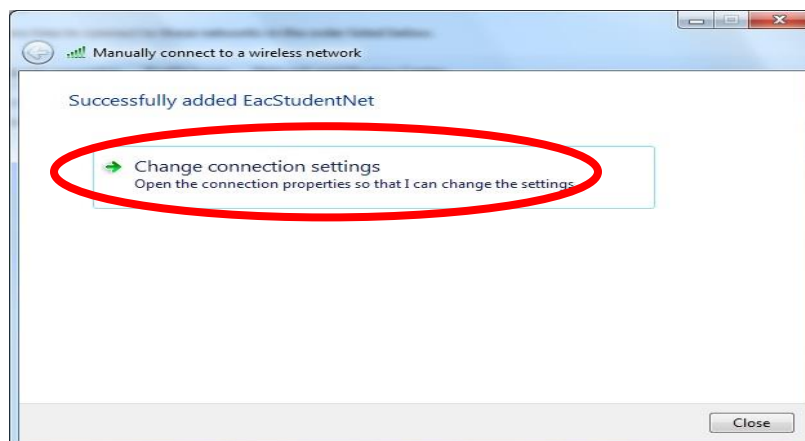 Manually connect to a wireless network
Successfully added EacStudentNet
Change connection settings
Open the connection properties so that I can change the settings.
Close